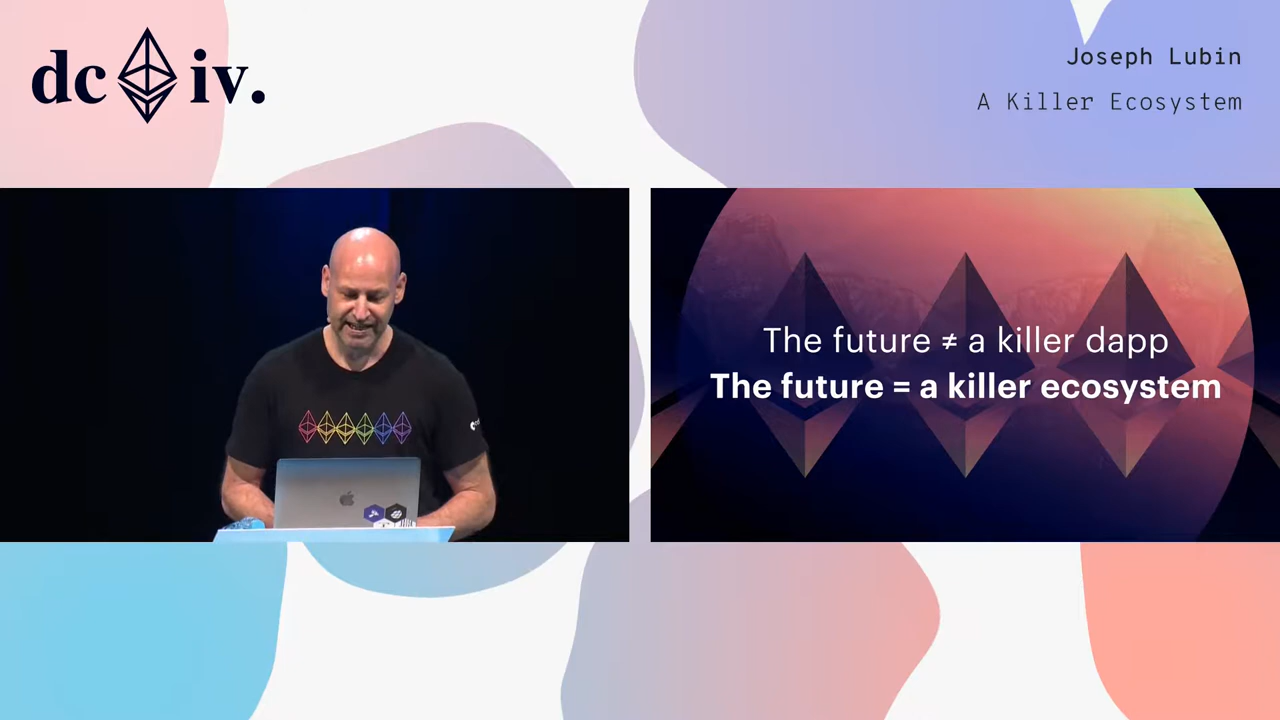 dc iv.
Joseph Lubin
A Killer Ecosystem
The future ≠ a killer dapp
The future = a killer ecosystem